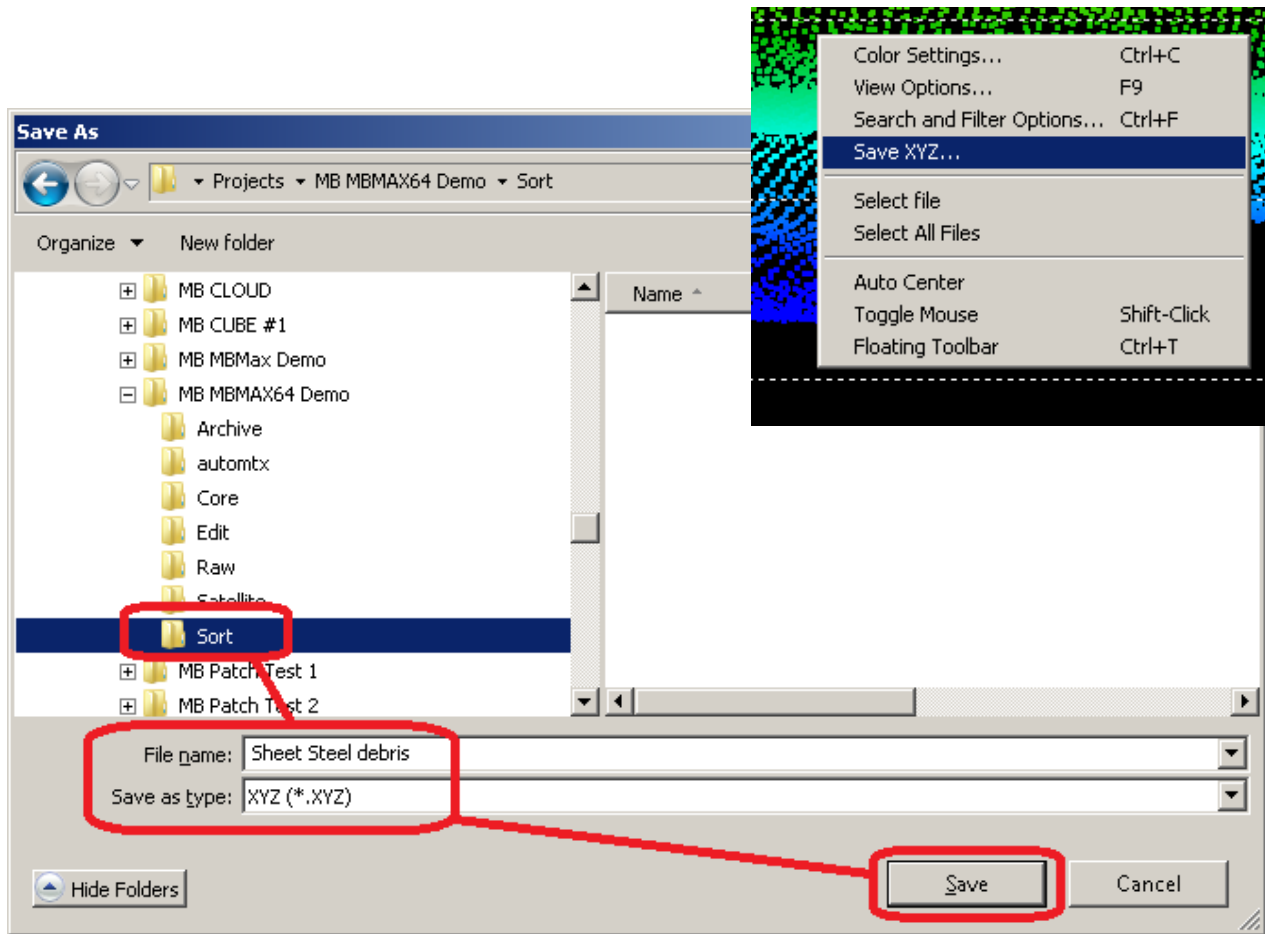 Color Settings... Ctrl+C
View Options... F9
Search and Filter Options... Ctrl+F
Save XYZ...
Select file
Select All Files
Auto Center
Toggle Mouse Shift-Click
Floating Toolbar Ctrl+T
Save As
Projects MB MBMAX64 Demo Sort
Organize New folder
Name
MB CLOUD
MB CUBE #1
MB MBMax Demo
MB MBMAX64 Demo
Archive
automtx
Core
Edit
Raw
Satellite
Sort
MB Patch Test 1
MB Patch Test 2
File name: Sheet Steel debris
Save as type: XYZ (*.XYZ)
Hide Folders Save Cancel